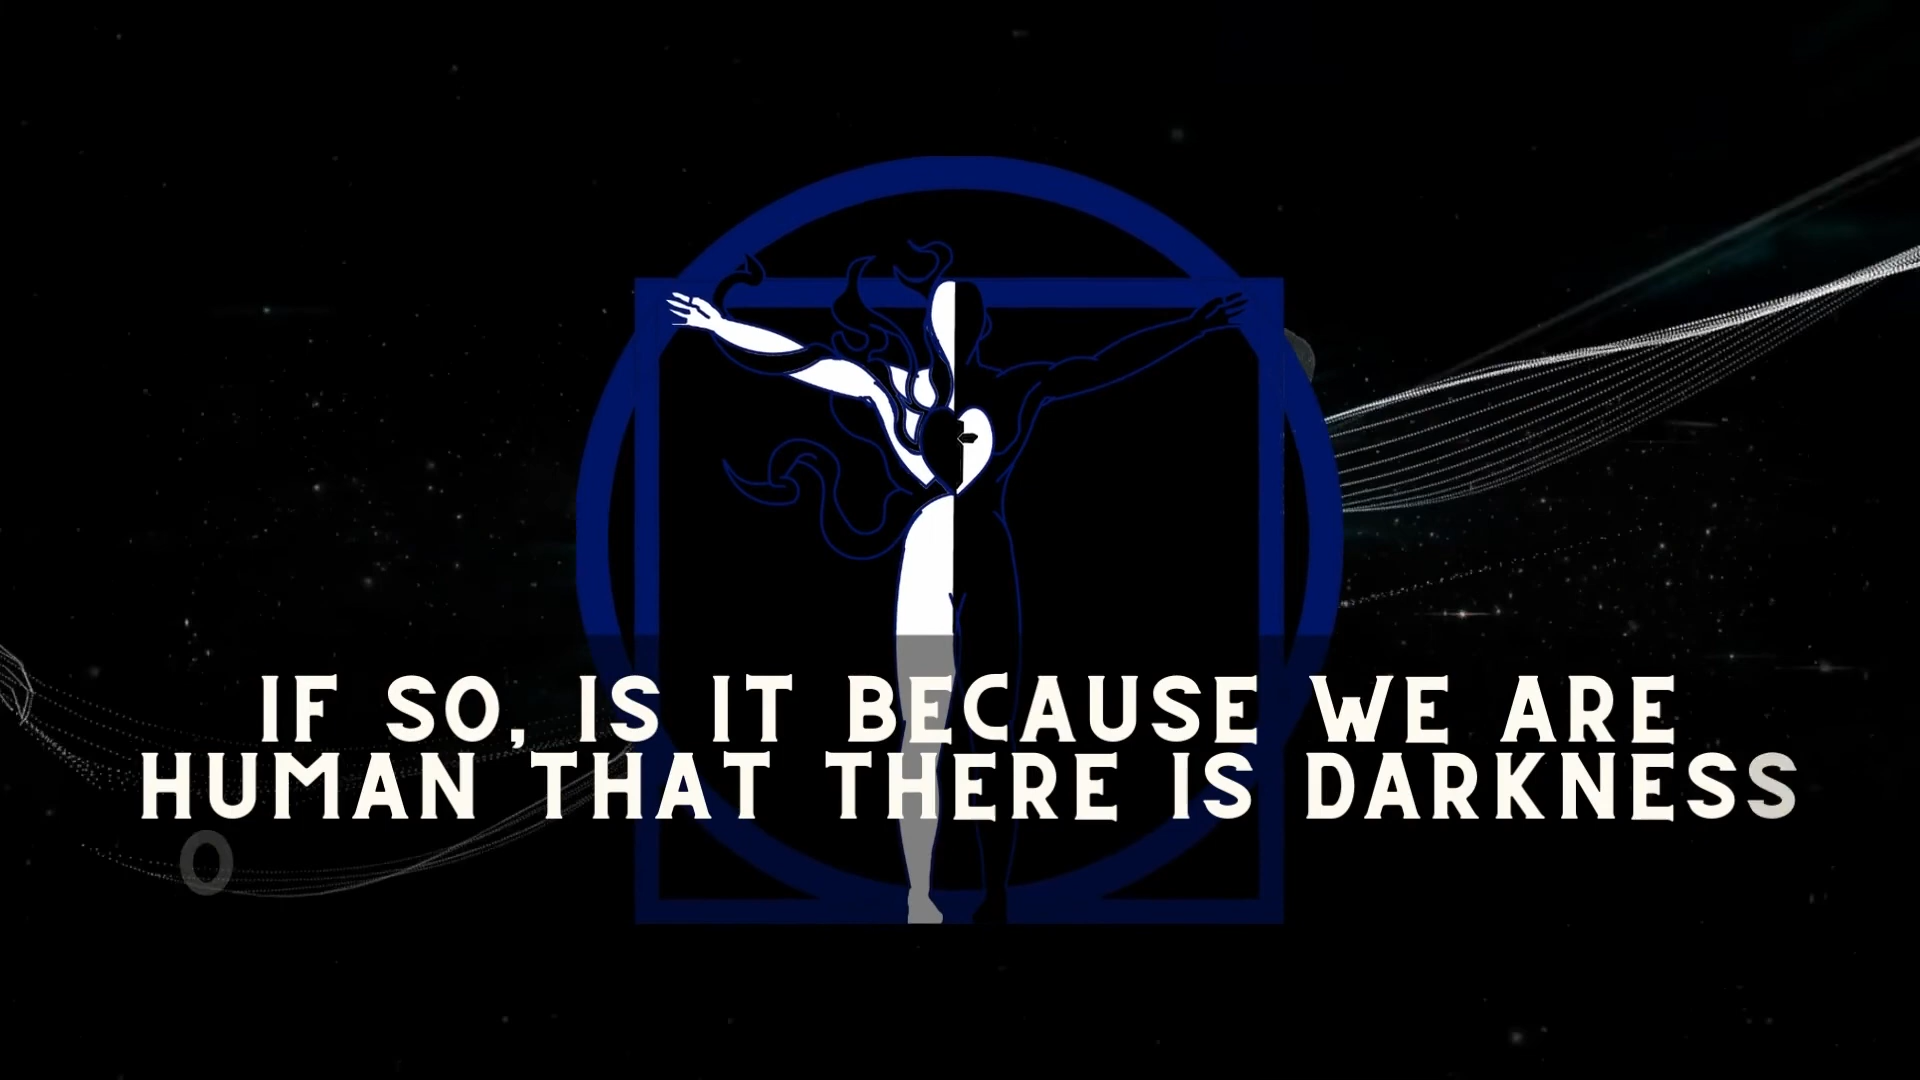 IF SO, IS IT BECAUSE WE ARE
HUMAN THAT THERE IS DARKNESS
O